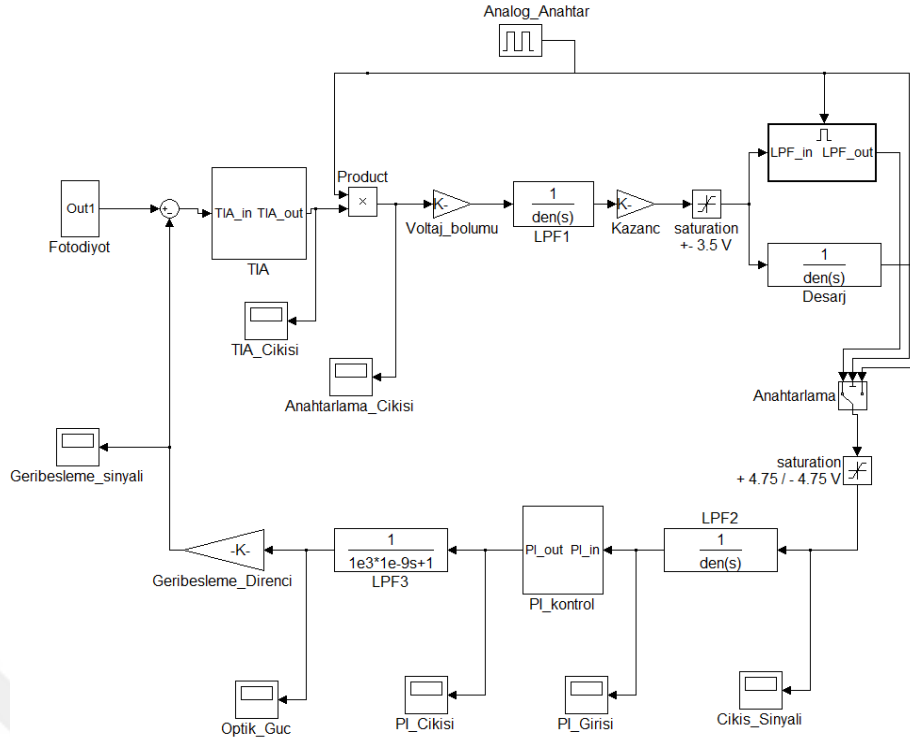 Analog_Anahtar
LPF_in LPF_out
Product
×
Out1
Fotodiyot
+
-
TIA_in TIA_out
TIA
K-
Voltaj_bolumu
1
den(s)
LPF1
K-
Kazanc
saturation
+- 3.5 V
1
den(s)
Desarj
TIA_Cikisi
Anahtarlama_Cikisi
Anahtarlama
Geribesleme_sinyali
saturation
+ 4.75 / - 4.75 V
-K-
Geribesleme_Direnci
1
1e3*1e-9s+1
LPF3
PI_out PI_in
PI_kontrol
LPF2
1
den(s)
Optik_Guc
PI_Cikisi
PI_Girisi
Cikis_Sinyali